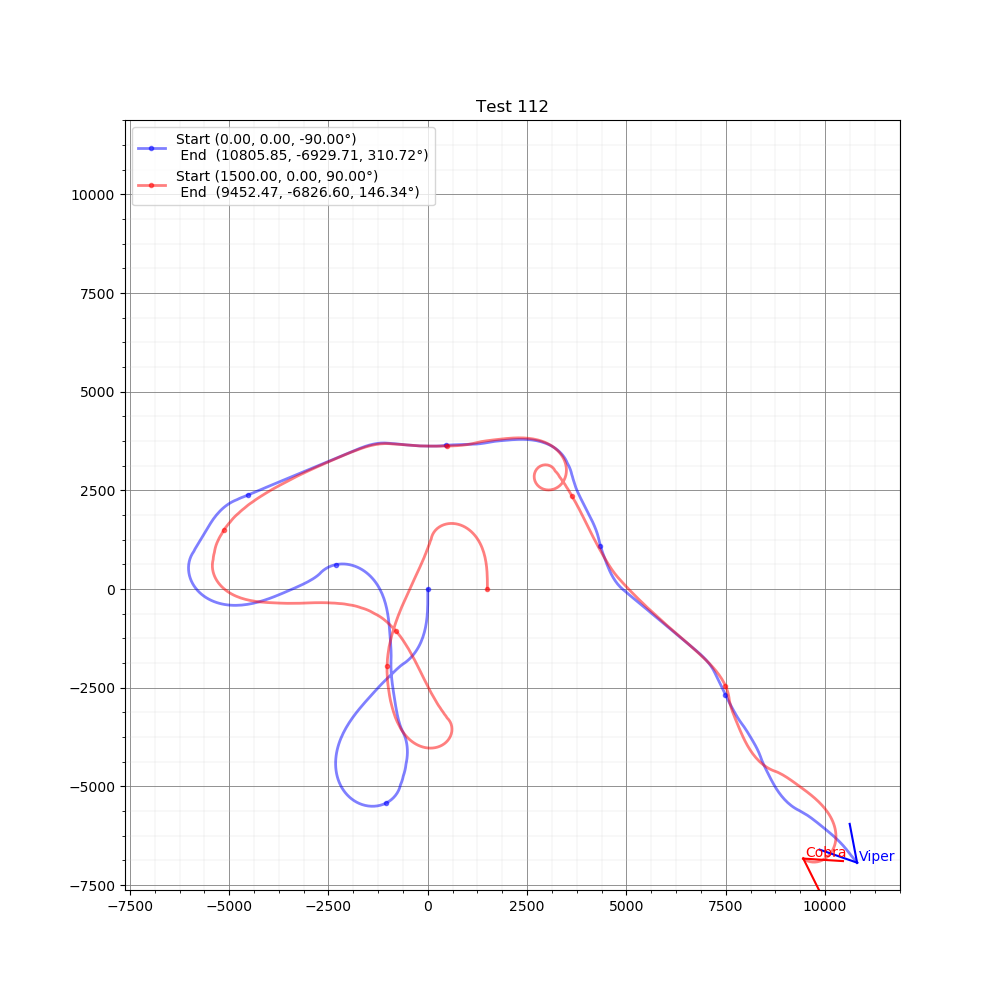 Test 112
Start (0.00, 0.00, -90.00°)
End  (10805.85, -6929.71, 310.72°)
Start (1500.00, 0.00, 90.00°)
End  (9452.47, -6826.60, 146.34°)
10000
7500
5000
2500
0
−2500
−5000
−7500
Cobra
Viper
−7500 −5000 −2500 0 2500 5000 7500 10000